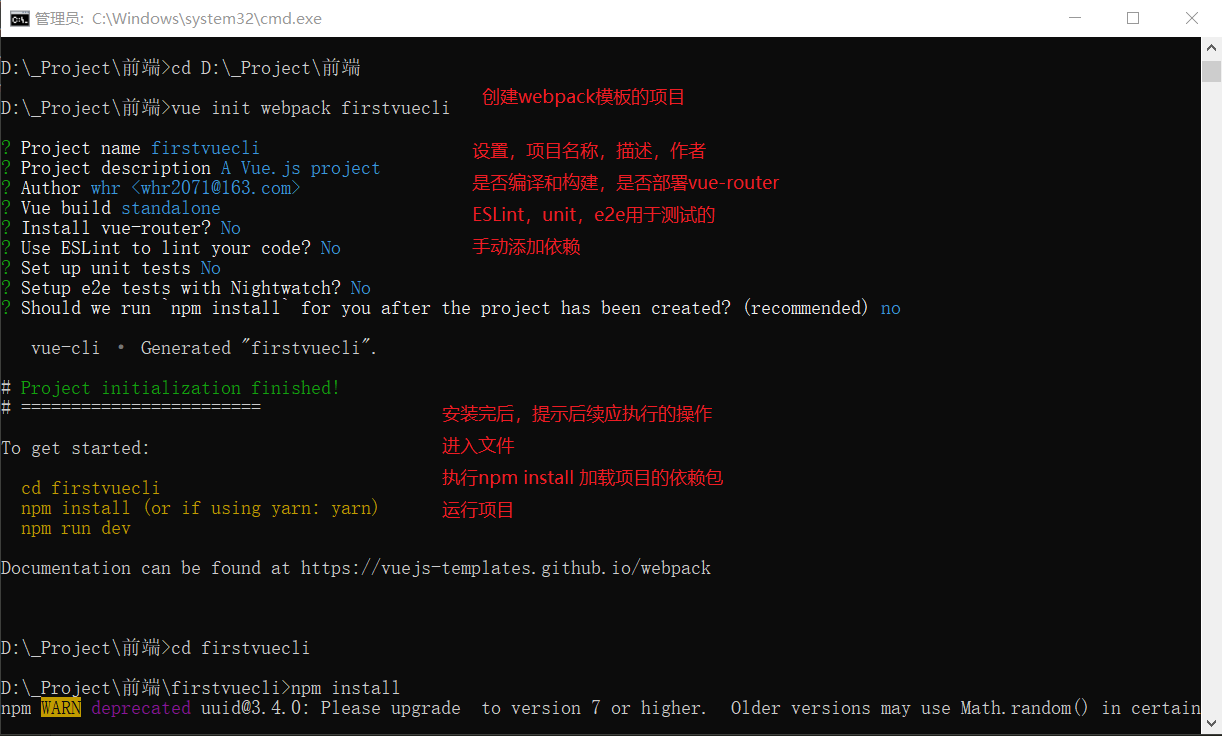 管理员: C:\Windows\system32\cmd.exe
D:\_Project\前端>cd D:\_Project\前端
D:\_Project\前端>vue init webpack firstvuecli
创建webpack模板的项目
? Project name firstvuecli
设置，项目名称，描述，作者
? Project description A Vue.js project
? Author whr <whr2071@163.com>
是否编译和构建，是否部署vue-router
? Vue build standalone
ESLint，unit，e2e用于测试的
? Install vue-router? No
? Use ESLint to lint your code? No
手动添加依赖
? Set up unit tests No
? Setup e2e tests with Nightwatch? No
? Should we run `npm install` for you after the project has been created? (recommended) no
vue-cli · Generated "firstvuecli".
# Project initialization finished!
# ========================
安装完后，提示后续应执行的操作
To get started:
进入文件
cd firstvuecli
执行npm install 加载项目的依赖包
npm install (or if using yarn: yarn)
运行项目
npm run dev
Documentation can be found at https://vuejs-templates.github.io/webpack
D:\_Project\前端>cd firstvuecli
D:\_Project\前端\firstvuecli>npm install
npm WARN deprecated uuid@3.4.0: Please upgrade  to version 7 or higher.  Older versions may use Math.random() in certain